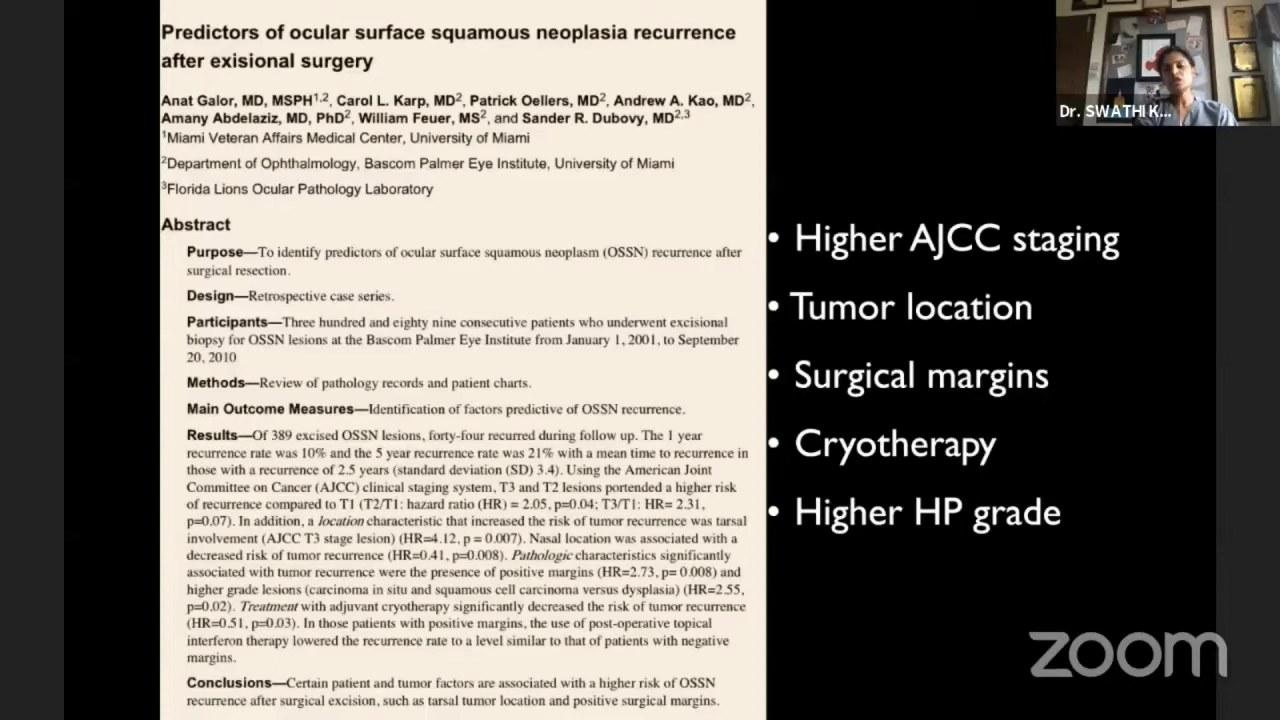 Predictors of ocular surface squamous neoplasia recurrence
after exisional surgery
Anat Galor, MD, MSPH1,2, Carol L. Karp, MD2, Patrick Oellers, MD2, Andrew A. Kao, MD2,
Amany Abdelaziz, MD, PhD2, William Feuer, MS2, and Sander R. Dubovy, MD2,3
1Miami Veteran Affairs Medical Center, University of Miami
2Department of Ophthalmology, Bascom Palmer Eye Institute, University of Miami
3Florida Lions Ocular Pathology Laboratory
Abstract
Purpose—To identify predictors of ocular surface squamous neoplasm (OSSN) recurrence after
surgical resection.
Design—Retrospective case series.
Participants—Three hundred and eighty nine consecutive patients who underwent excisional
biopsy for OSSN lesions at the Bascom Palmer Eye Institute from January 1, 2001, to September
20, 2010
Methods—Review of pathology records and patient charts.
Main Outcome Measures—Identification of factors predictive of OSSN recurrence.
Results—Of 389 excised OSSN lesions, forty-four recurred during follow up. The 1 year
recurrence rate was 10% and the 5 year recurrence rate was 21% with a mean time to recurrence in
those with a recurrence of 2.5 years (standard deviation (SD) 3.4). Using the American Joint
Committee on Cancer (AJCC) clinical staging system, T3 and T2 lesions portended a higher risk
of recurrence compared to T1 (T2/T1: hazard ratio (HR) = 2.05, p=0.04; T3/T1: HR= 2.31,
p=0.07). In addition, a location characteristic that increased the risk of tumor recurrence was tarsal
involvement (AJCC T3 stage lesion) (HR=4.12, p = 0.007). Nasal location was associated with a
decreased risk of tumor recurrence (HR=0.41, p=0.008). Pathologic characteristics significantly
associated with tumor recurrence were the presence of positive margins (HR=2.73, p= 0.008) and
higher grade lesions (carcinoma in situ and squamous cell carcinoma versus dysplasia) (HR=2.55,
p=0.02). Treatment with adjuvant cryotherapy significantly decreased the risk of tumor recurrence
(HR=0.51, p=0.03). In those patients with positive margins, the use of post-operative topical
interferon therapy lowered the recurrence rate to a level similar to that of patients with negative
margins.
Conclusions—Certain patient and tumor factors are associated with a higher risk of OSSN
recurrence after surgical excision, such as tarsal tumor location and positive surgical margins.
• Higher AJCC staging
• Tumor location
• Surgical margins
• Cryotherapy
• Higher HP grade
Dr. SWATHI K...
zoom